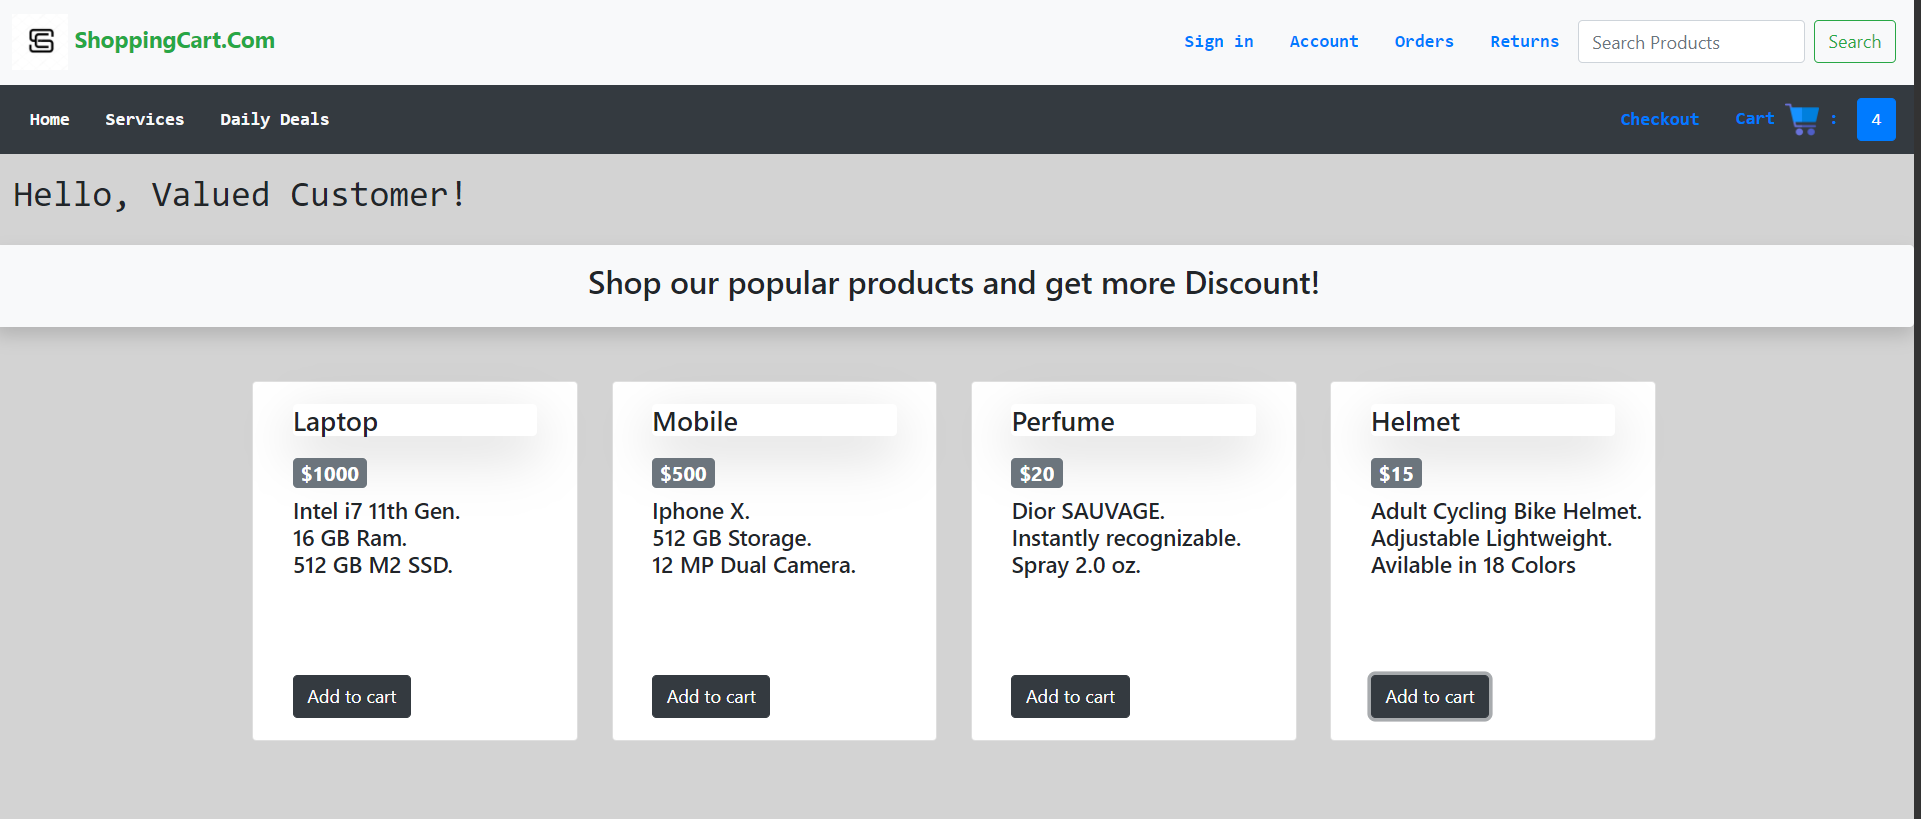 ShoppingCart.Com Sign in Account Orders Returns Search Products Search
Home Services Daily Deals Checkout Cart : 4
Hello, Valued Customer!
Shop our popular products and get more Discount!
Laptop
$1000
Intel i7 11th Gen.
16 GB Ram.
512 GB M2 SSD.
Add to cart
Mobile
$500
Iphone X.
512 GB Storage.
12 MP Dual Camera.
Add to cart
Perfume
$20
Dior SAUVAGE.
Instantly recognizable.
Spray 2.0 oz.
Add to cart
Helmet
$15
Adult Cycling Bike Helmet.
Adjustable Lightweight.
Avilable in 18 Colors
Add to cart